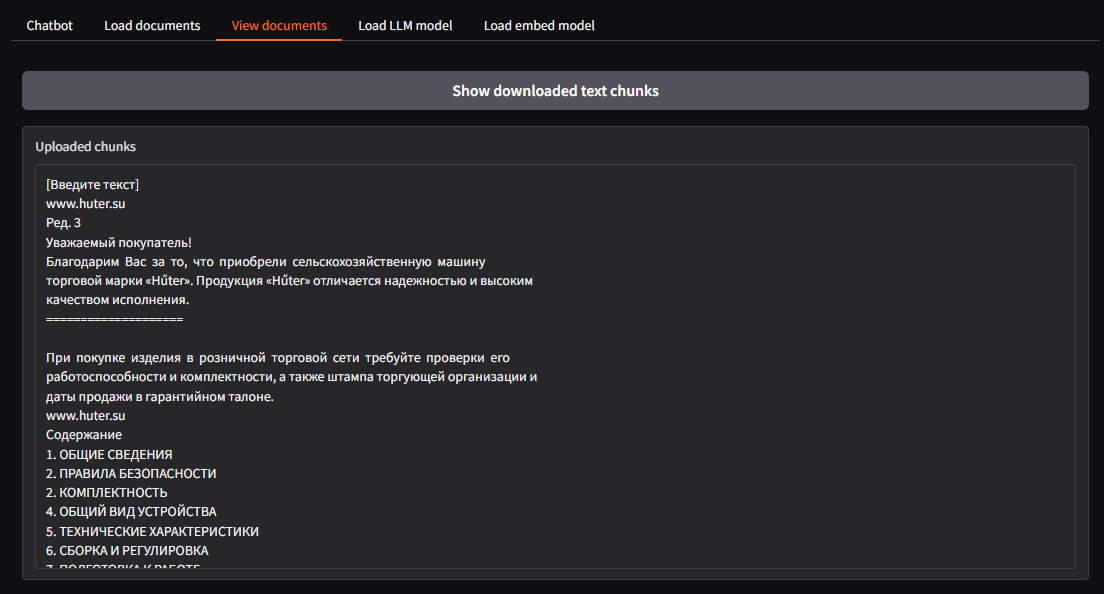 Chatbot Load documents View documents Load LLM model Load embed model
Show downloaded text chunks
Uploaded chunks
[Введите текст]
www.huter.su
Ред. 3
Уважаемый покупатель!
Благодарим Вас за то, что приобрели сельскохозяйственную машину
торговой марки «Hűter». Продукция «Hűter» отличается надежностью и высоким
качеством исполнения.
====================
При покупке изделия в розничной торговой сети требуйте проверки его
работоспособности и комплектности, а также штампа торгующей организации и
даты продажи в гарантийном талоне.
www.huter.su
Содержание
1. ОБЩИЕ СВЕДЕНИЯ
2. ПРАВИЛА БЕЗОПАСНОСТИ
2. КОМПЛЕКТНОСТЬ
4. ОБЩИЙ ВИД УСТРОЙСТВА
5. ТЕХНИЧЕСКИЕ ХАРАКТЕРИСТИКИ
6. СБОРКА И РЕГУЛИРОВКА
7. ПОДГОТОВКА К РАБОТЕ